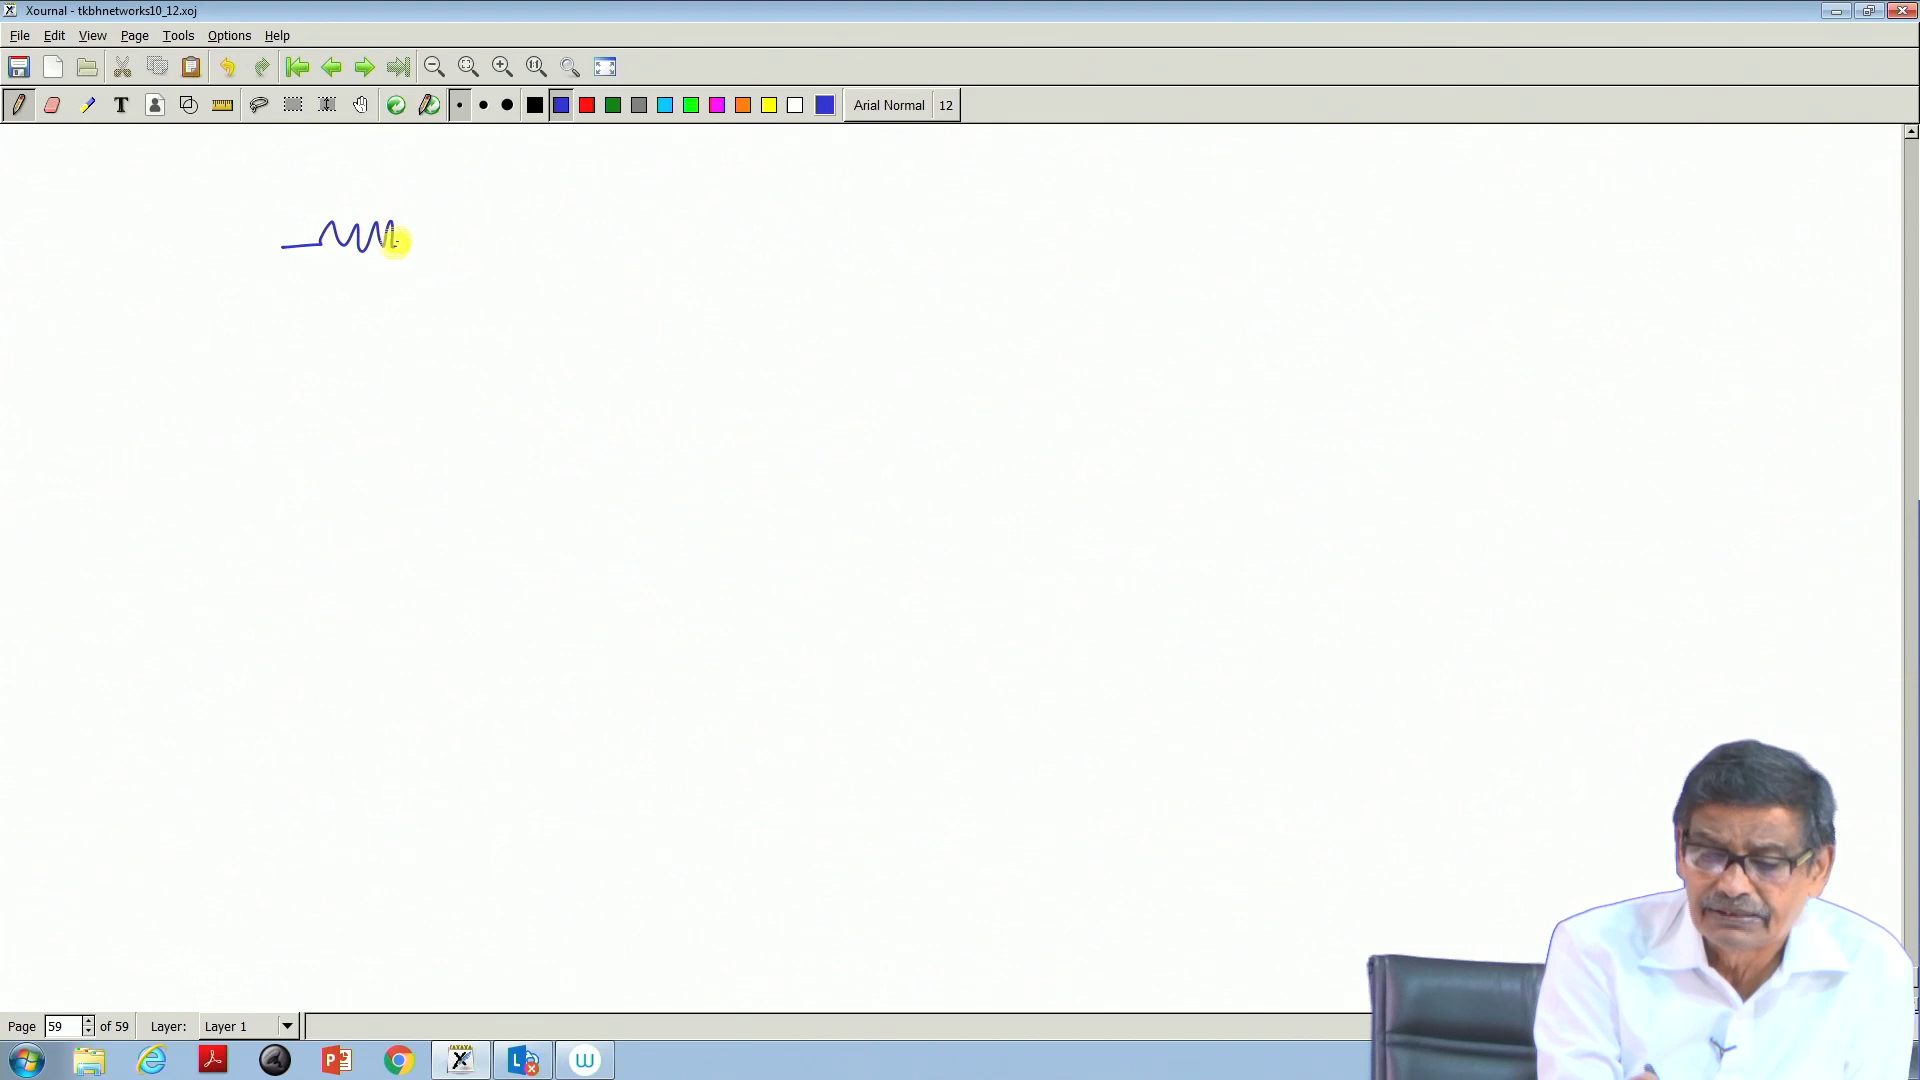 Xournal - tkbhnetworks10_12.xoj
File Edit View Page Tools Options Help
Arial Normal 12
Page 59 of 59 Layer: Layer 1